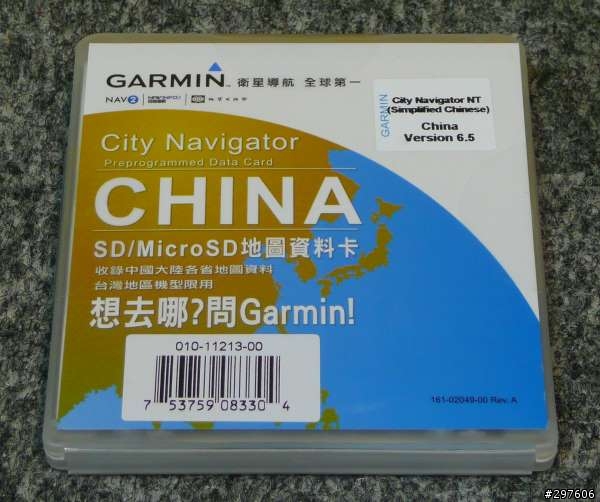 GARMIN 衛星導航 全球第一
NAV2 NAVINFO
City Navigator NT
(Simplified Chinese)
China
Version 6.5
GARMIN
City Navigator
Preprogrammed Data Card
CHINA
SD/MicroSD地圖資料卡
收錄中國大陸各省地圖資料
台灣地區機型限用
想去哪?問Garmin!
010-11213-00
7 53759 08330 4
161-02049-00 Rev. A
#297606